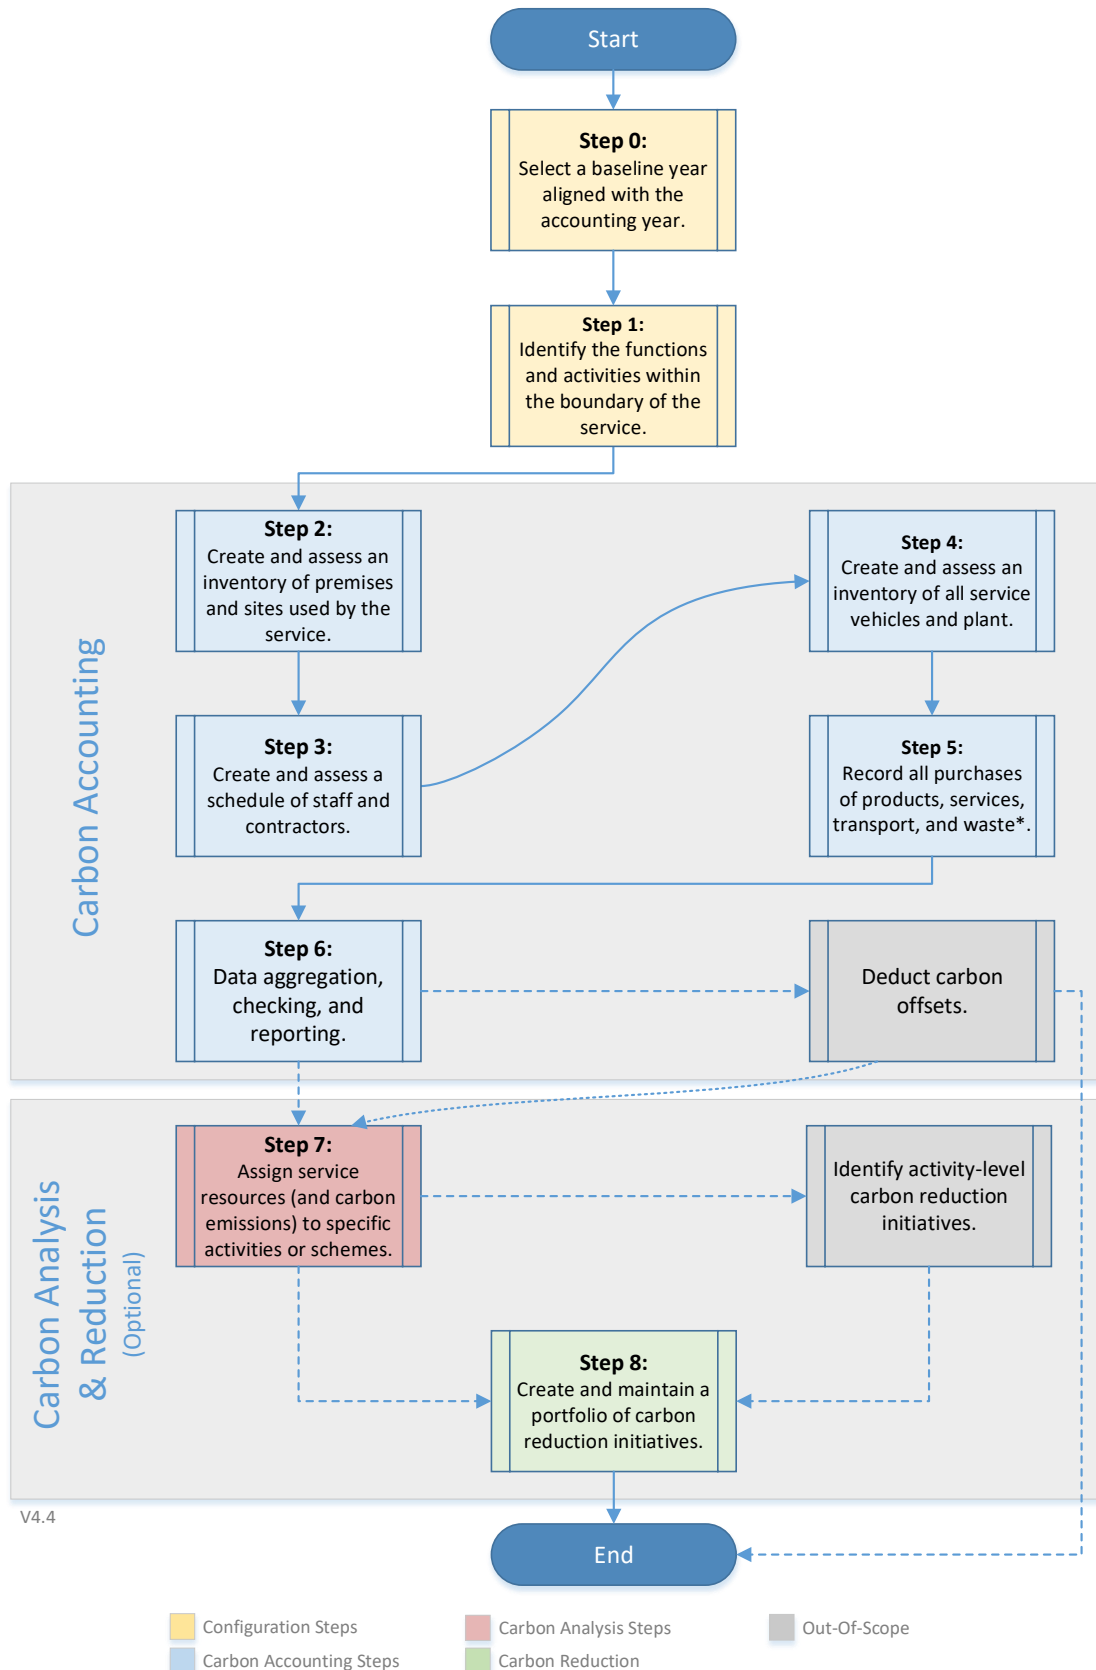 Start
Step 0:
Select a baseline year
aligned with the
accounting year.
Step 1:
Identify the functions
and activities within
the boundary of the
service.
Carbon Accounting
Step 2:
Create and assess an
inventory of premises
and sites used by the
service.
Step 3:
Create and assess a
schedule of staff and
contractors.
Step 4:
Create and assess an
inventory of all service
vehicles and plant.
Step 5:
Record all purchases
of products, services,
transport, and waste*.
Step 6:
Data aggregation,
checking, and
reporting.
Deduct carbon
offsets.
Carbon Analysis
& Reduction
(Optional)
Step 7:
Assign service
resources (and carbon
emissions) to specific
activities or schemes.
Identify activity-level
carbon reduction
initiatives.
Step 8:
Create and maintain a
portfolio of carbon
reduction initiatives.
V4.4
End
Configuration Steps
Carbon Accounting Steps
Carbon Analysis Steps
Carbon Reduction
Out-Of-Scope